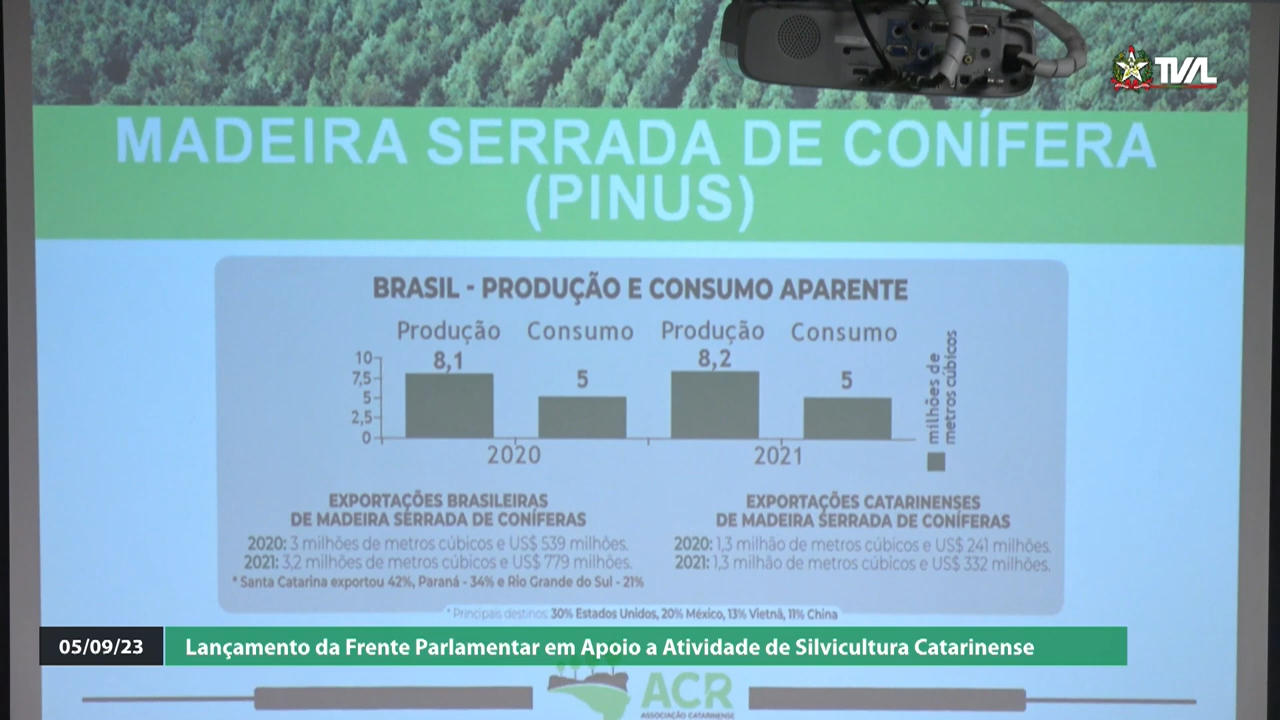 TVAL
MADEIRA SERRADA DE CONÍFERA
(PINUS)
BRASIL - PRODUÇÃO E CONSUMO APARENTE
Produção Consumo Produção Consumo
8,1 5 8,2 5
10
7,5
5
2,5
0
2020 2021
milhões de
metros cúbicos
EXPORTAÇÕES BRASILEIRAS
DE MADEIRA SERRADA DE CONÍFERAS
2020: 3 milhões de metros cúbicos e US$ 539 milhões.
2021: 3,2 milhões de metros cúbicos e US$ 779 milhões.
* Santa Catarina exportou 42%, Paraná - 34% e Rio Grande do Sul - 21%
EXPORTAÇÕES CATARINENSES
DE MADEIRA SERRADA DE CONÍFERAS
2020: 1,3 milhão de metros cúbicos e US$ 241 milhões.
2021: 1,3 milhão de metros cúbicos e US$ 332 milhões.
* Principais destinos: 30% Estados Unidos, 20% México, 13% Vietnã, 11% China
05/09/23 Lançamento da Frente Parlamentar em Apoio a Atividade de Silvicultura Catarinense
ACR
ASSOCIAÇÃO CATARINENSE